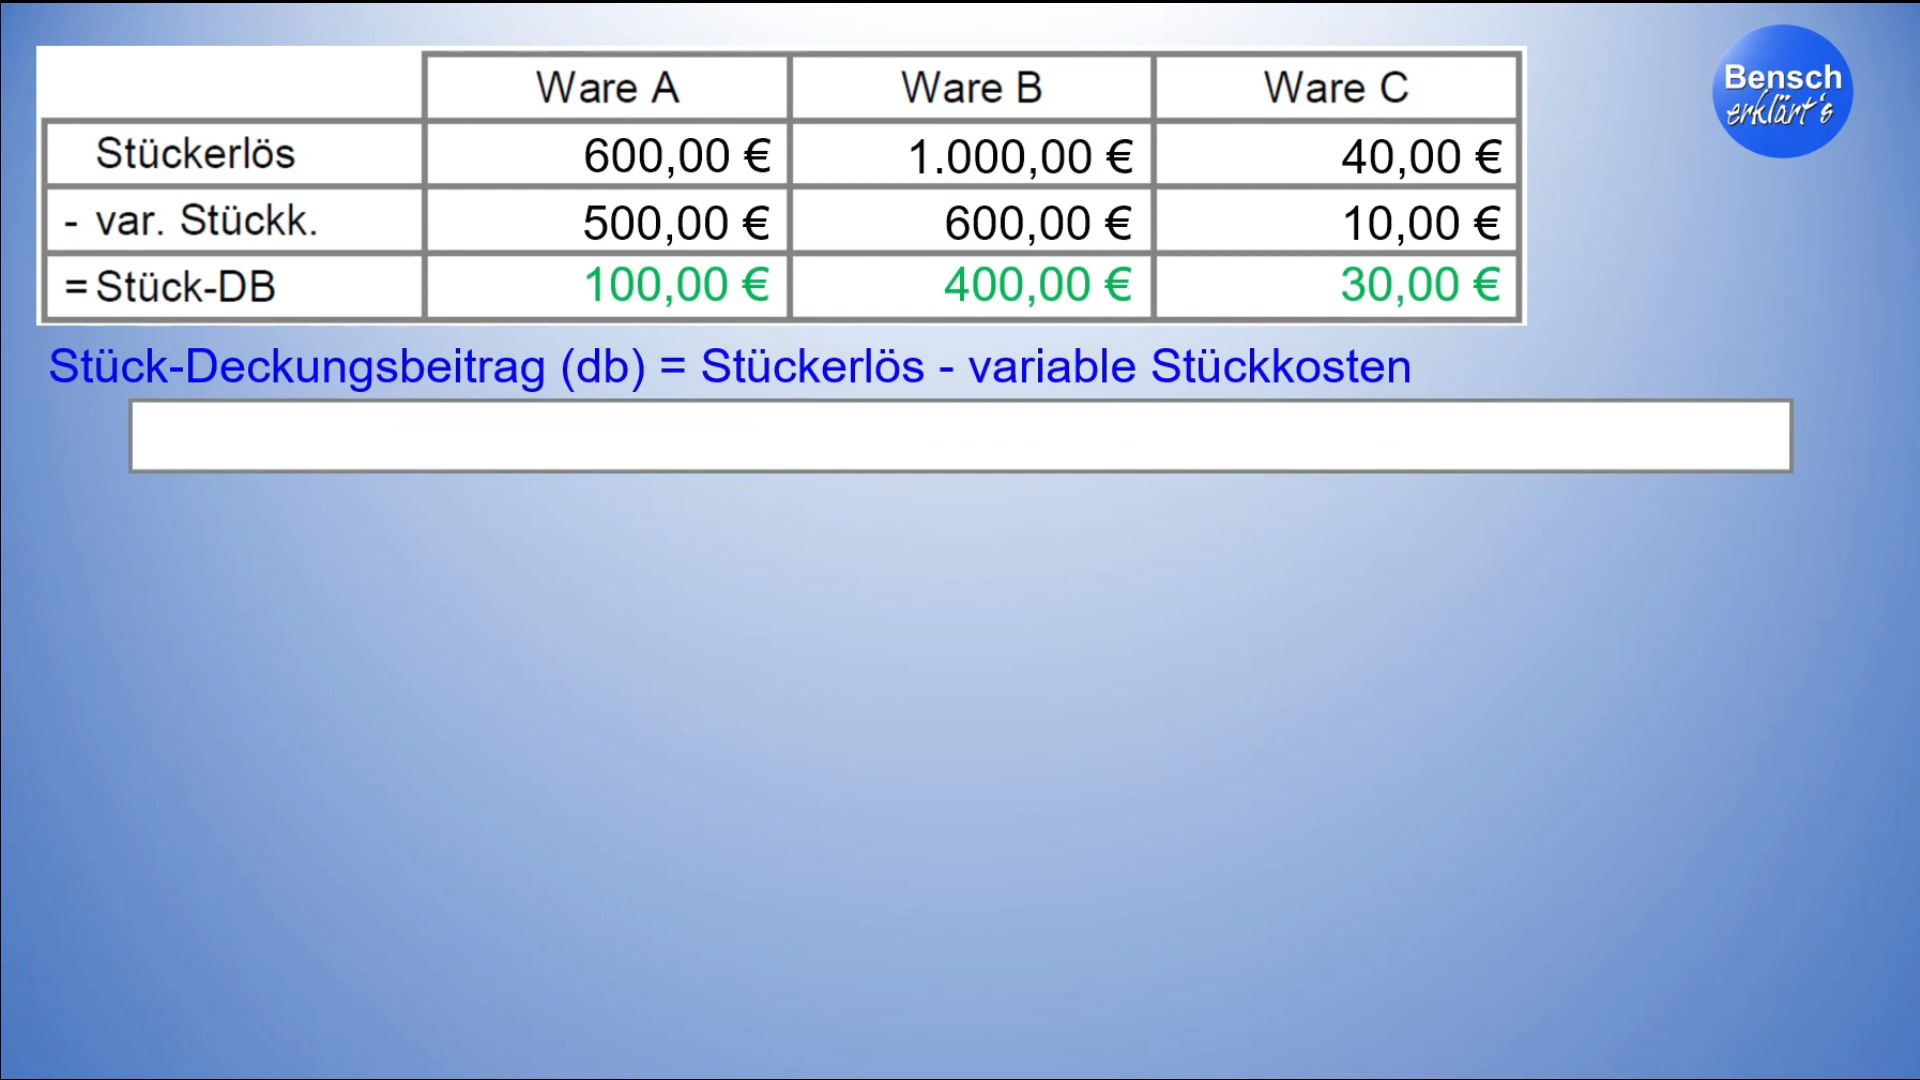 Ware A Ware B Ware C
Stückerlös 600,00 € 1.000,00 € 40,00 €
- var. Stückk. 500,00 € 600,00 € 10,00 €
= Stück-DB 100,00 € 400,00 € 30,00 €
Stück-Deckungsbeitrag (db) = Stückerlös - variable Stückkosten
Bensch
erklärt's